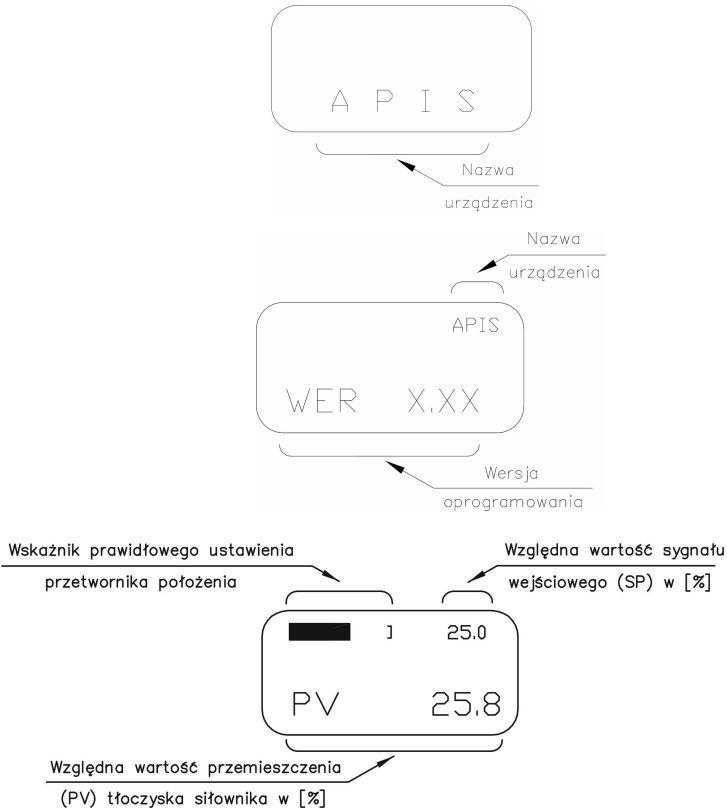 A P I S
Nazwa
urządzenia
Nazwa
urządzenia
APIS
WER X.XX
Wersja
oprogramowania
Wskaźnik prawidłowego ustawienia
przetwornika położenia
Względna wartość sygnału
wejściowego (SP) w [%]
] 25.0
PV 25.8
Względna wartość przemieszczenia
(PV) tłoczyska siłownika w [%]